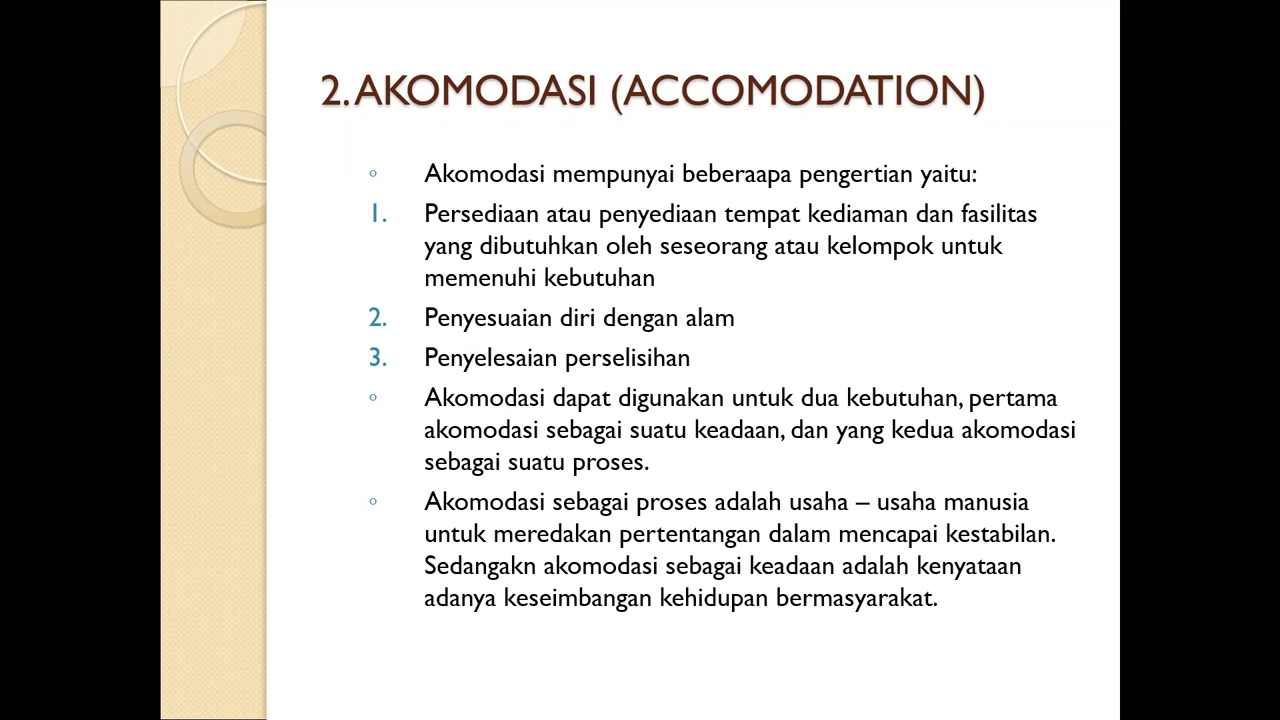 2. AKOMODASI (ACCOMODATION)
◦ Akomodasi mempunyai beberaapa pengertian yaitu:
1. Persediaan atau penyediaan tempat kediaman dan fasilitas
yang dibutuhkan oleh seseorang atau kelompok untuk
memenuhi kebutuhan
2. Penyesuaian diri dengan alam
3. Penyelesaian perselisihan
◦ Akomodasi dapat digunakan untuk dua kebutuhan, pertama
akomodasi sebagai suatu keadaan, dan yang kedua akomodasi
sebagai suatu proses.
◦ Akomodasi sebagai proses adalah usaha – usaha manusia
untuk meredakan pertentangan dalam mencapai kestabilan.
Sedangakn akomodasi sebagai keadaan adalah kenyataan
adanya keseimbangan kehidupan bermasyarakat.